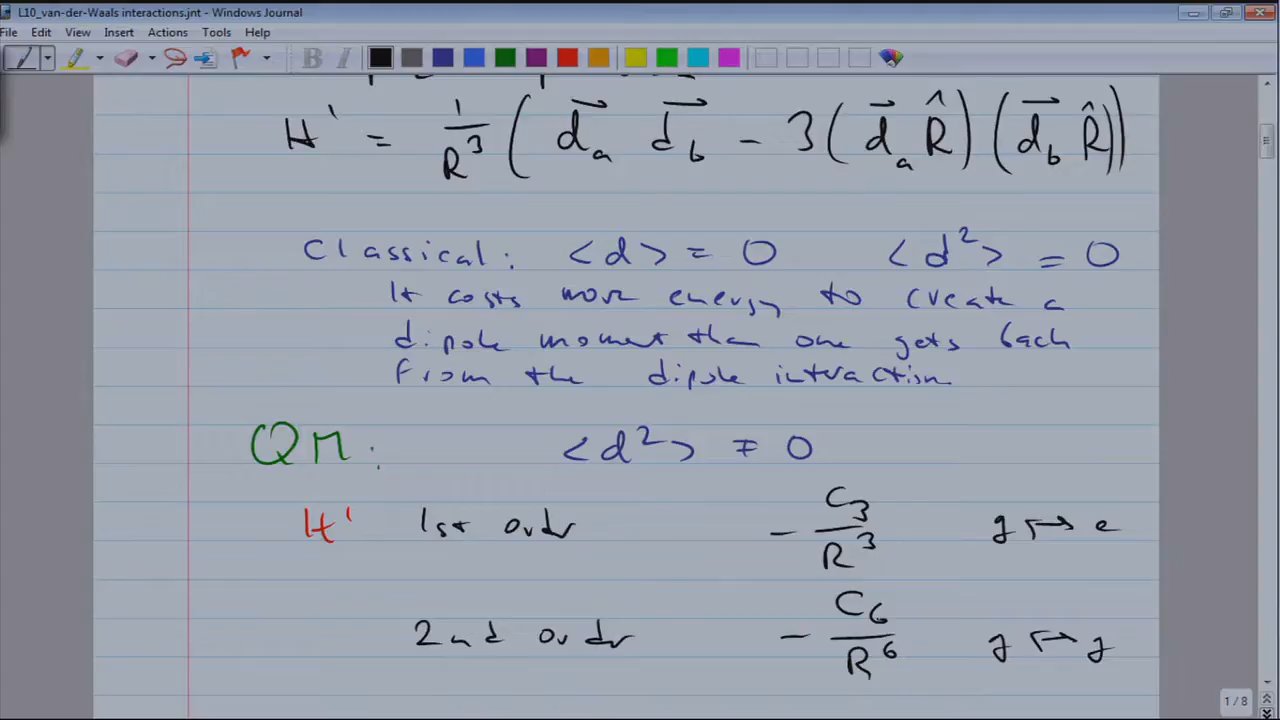 L10_van-der-Waals interactions.jnt - Windows Journal
File Edit View Insert Actions Tools Help
H' = 1/R³ ( d⃗a d⃗b - 3 ( d⃗a R̂ ) ( d⃗b R̂ ) )
Classical: <d> = 0 <d²> = 0
It costs more energy to create a
dipole moment than one gets back
from the dipole interaction
QM: <d²> ≠ 0
H' 1st order - C₃/R³ g ↔ e
2nd order - C₆/R⁶ g ↔ g
1 / 8